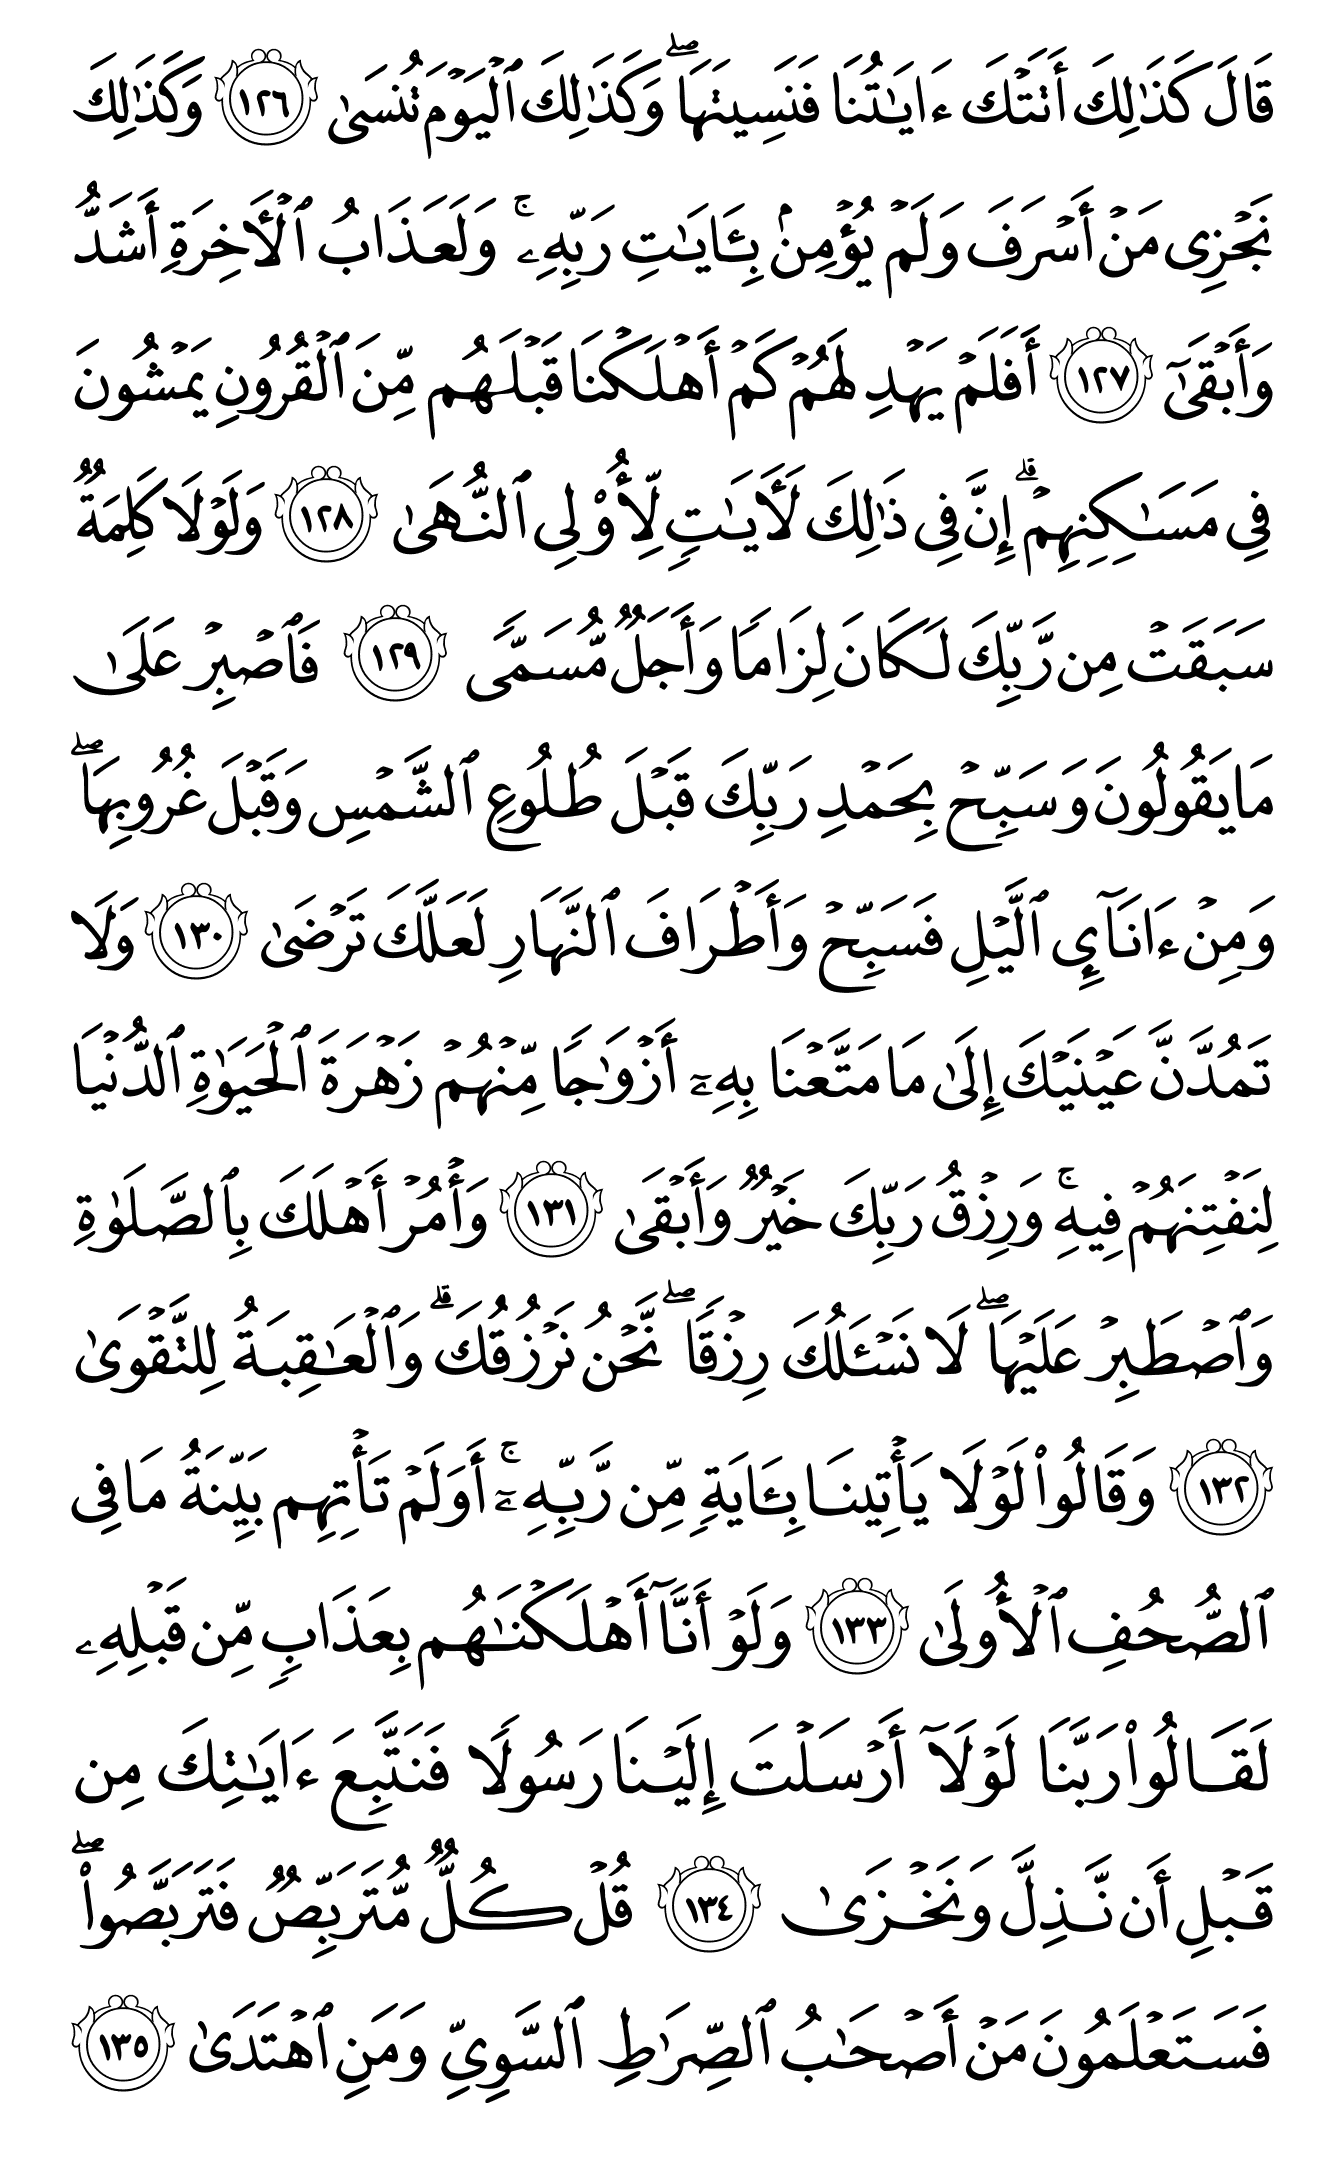 قَالَ كَذَٰلِكَ أَتَتۡكَ ءَايَٰتُنَا فَنَسِيتَهَاۖ وَكَذَٰلِكَ ٱلۡيَوۡمَ تُنسَىٰ ١٢٦ وَكَذَٰلِكَ
نَجۡزِي مَنۡ أَسۡرَفَ وَلَمۡ يُؤۡمِنۢ بِـَٔايَٰتِ رَبِّهِۦۚ وَلَعَذَابُ ٱلۡأٓخِرَةِ أَشَدُّ
وَأَبۡقَىٰٓ ١٢٧ أَفَلَمۡ يَهۡدِ لَهُمۡ كَمۡ أَهۡلَكۡنَا قَبۡلَهُم مِّنَ ٱلۡقُرُونِ يَمۡشُونَ
فِي مَسَٰكِنِهِمۡۚ إِنَّ فِي ذَٰلِكَ لَأٓيَٰتٖ لِّأُوْلِي ٱلنُّهَىٰ ١٢٨ وَلَوۡلَا كَلِمَةٞ
سَبَقَتۡ مِن رَّبِّكَ لَكَانَ لِزَامٗا وَأَجَلٞ مُّسَمّٗى ١٢٩ فَٱصۡبِرۡ عَلَىٰ
مَا يَقُولُونَ وَسَبِّحۡ بِحَمۡدِ رَبِّكَ قَبۡلَ طُلُوعِ ٱلشَّمۡسِ وَقَبۡلَ غُرُوبِهَاۖ
وَمِنۡ ءَانَآيِٕ ٱلَّيۡلِ فَسَبِّحۡ وَأَطۡرَافَ ٱلنَّهَارِ لَعَلَّكَ تَرۡضَىٰ ١٣٠ وَلَا
تَمُدَّنَّ عَيۡنَيۡكَ إِلَىٰ مَا مَتَّعۡنَا بِهِۦٓ أَزۡوَٰجٗا مِّنۡهُمۡ زَهۡرَةَ ٱلۡحَيَوٰةِ ٱلدُّنۡيَا
لِنَفۡتِنَهُمۡ فِيهِۚ وَرِزۡقُ رَبِّكَ خَيۡرٞ وَأَبۡقَىٰ ١٣١ وَأۡمُرۡ أَهۡلَكَ بِٱلصَّلَوٰةِ
وَٱصۡطَبِرۡ عَلَيۡهَاۖ لَا نَسۡـَٔلُكَ رِزۡقٗاۖ نَّحۡنُ نَرۡزُقُكَۗ وَٱلۡعَٰقِبَةُ لِلتَّقۡوَىٰ
١٣٢ وَقَالُواْ لَوۡلَا يَأۡتِينَا بِـَٔايَةٖ مِّن رَّبِّهِۦٓۚ أَوَلَمۡ تَأۡتِهِم بَيِّنَةُ مَا فِي
ٱلصُّحُفِ ٱلۡأُولَىٰ ١٣٣ وَلَوۡ أَنَّآ أَهۡلَكۡنَٰهُم بِعَذَابٖ مِّن قَبۡلِهِۦ
لَقَالُواْ رَبَّنَا لَوۡلَآ أَرۡسَلۡتَ إِلَيۡنَا رَسُولٗا فَنَتَّبِعَ ءَايَٰتِكَ مِن
قَبۡلِ أَن نَّذِلَّ وَنَخۡزَىٰ ١٣٤ قُلۡ كُلّٞ مُّتَرَبِّصٞ فَتَرَبَّصُواْۖ
فَسَتَعۡلَمُونَ مَنۡ أَصۡحَٰبُ ٱلصِّرَٰطِ ٱلسَّوِيِّ وَمَنِ ٱهۡتَدَىٰ ١٣٥